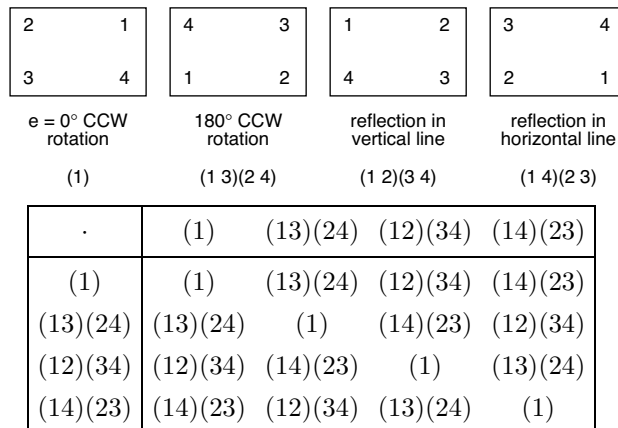 2 1 4 3 1 2 3 4
3 4 1 2 4 3 2 1
e = 0° CCW 180° CCW reflection in reflection in
rotation rotation vertical line horizontal line
(1) (1 3)(2 4) (1 2)(3 4) (1 4)(2 3)
· (1) (13)(24) (12)(34) (14)(23)
(1) (1) (13)(24) (12)(34) (14)(23)
(13)(24) (13)(24) (1) (14)(23) (12)(34)
(12)(34) (12)(34) (14)(23) (1) (13)(24)
(14)(23) (14)(23) (12)(34) (13)(24) (1)